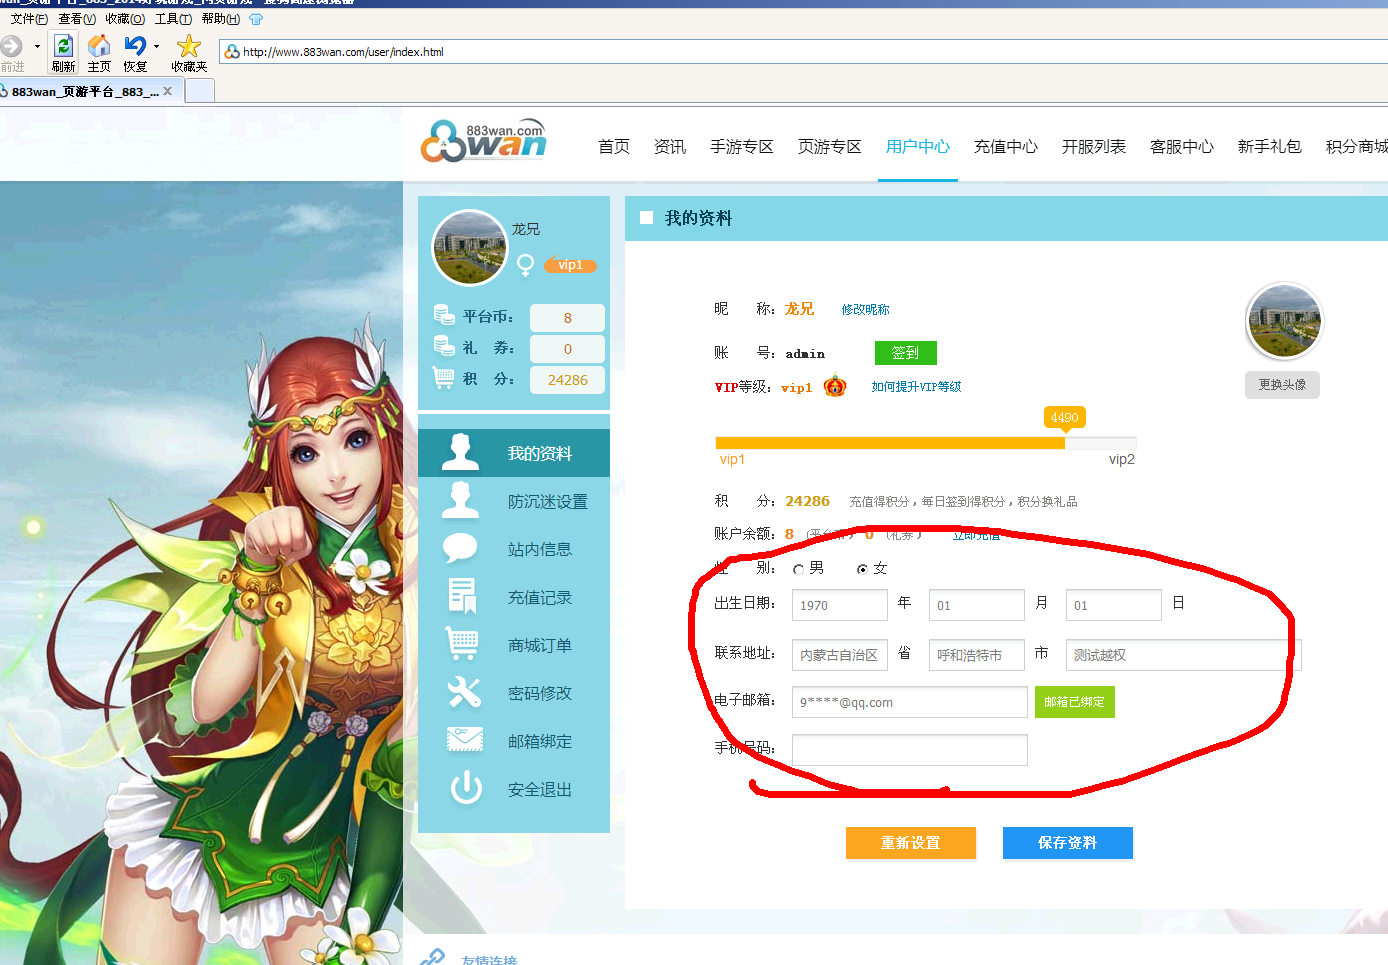 文件(F) 查看(V) 收藏(O) 工具(T) 帮助(H)
前进 刷新 主页 恢复 收藏夹
http://www.883wan.com/user/index.html
883wan_页游平台_883_...
883wan.com
wan
首页 资讯 手游专区 页游专区 用户中心 充值中心 开服列表 客服中心 新手礼包 积分商城
龙兄
vip1
平台币： 8
礼 券： 0
积 分： 24286
我的资料
防沉迷设置
站内信息
充值记录
商城订单
密码修改
邮箱绑定
安全退出
我的资料
昵 称： 龙兄 修改昵称
账 号： admin 签到
VIP等级： vip1 如何提升VIP等级
更换头像
4490
vip1 vip2
积 分： 24286 充值得积分，每日签到得积分，积分换礼品
账户余额： 8 (平台币) 0 (礼券) 立即充值
性 别： 男 女
出生日期： 1970 年 01 月 01 日
联系地址： 内蒙古自治区 省 呼和浩特市 市 测试越权
电子邮箱： 9****@qq.com 邮箱已绑定
手机号码：
重新设置 保存资料
友情连接